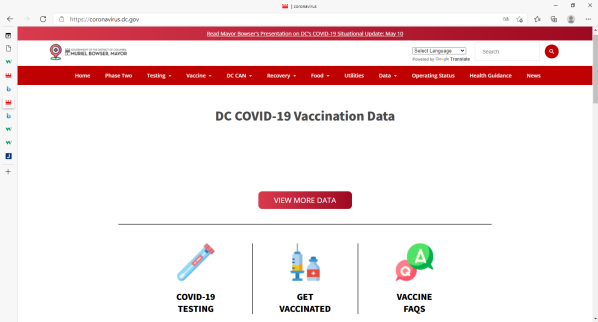 coronavirus
https://coronavirus.dc.gov
Read Mayor Bowser's Presentation on DC's COVID-19 Situational Update: May 10
GOVERNMENT OF THE DISTRICT OF COLUMBIA
MURIEL BOWSER, MAYOR
Select Language
Powered by Google Translate
Search
Home Phase Two Testing Vaccine DC CAN Recovery Food Utilities Data Operating Status Health Guidance News
DC COVID-19 Vaccination Data
VIEW MORE DATA
Q A
COVID-19 TESTING
GET VACCINATED
VACCINE FAQS